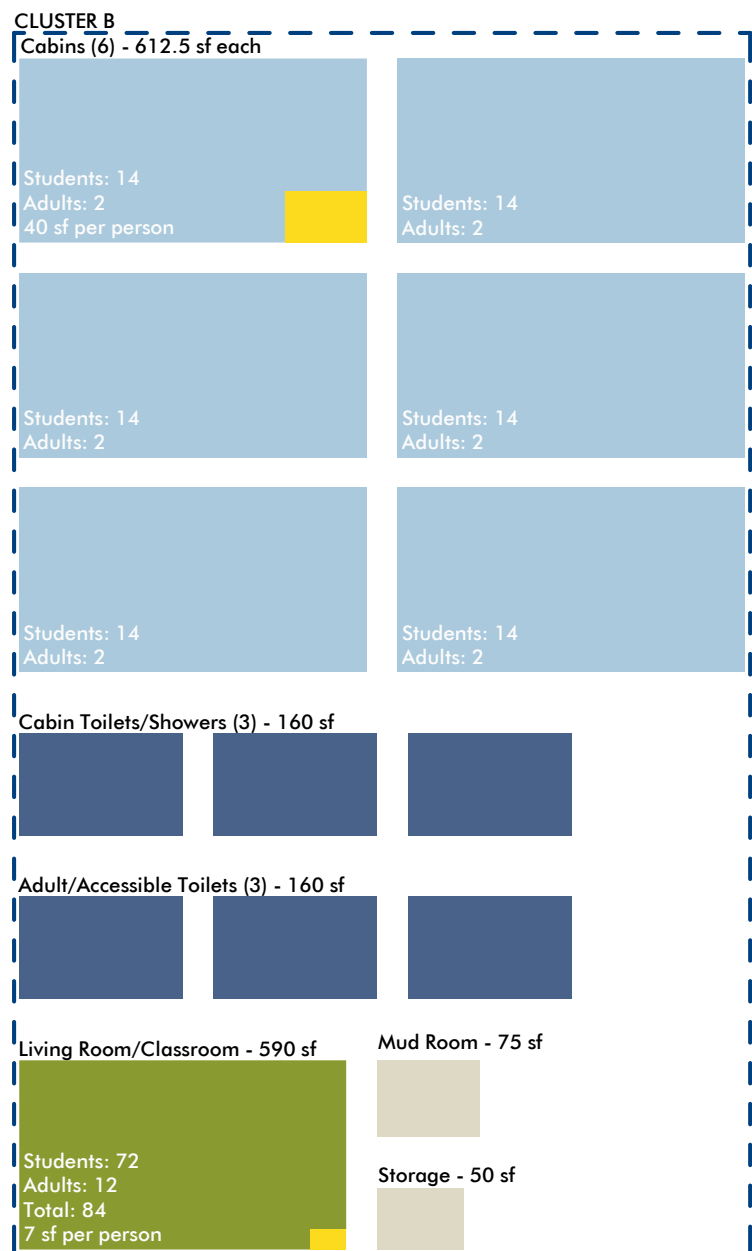 CLUSTER B
Cabins (6) - 612.5 sf each
Students: 14
Adults: 2
40 sf per person
Students: 14
Adults: 2
Students: 14
Adults: 2
Students: 14
Adults: 2
Students: 14
Adults: 2
Students: 14
Adults: 2
Cabin Toilets/Showers (3) - 160 sf
Adult/Accessible Toilets (3) - 160 sf
Living Room/Classroom - 590 sf
Students: 72
Adults: 12
Total: 84
7 sf per person
Mud Room - 75 sf
Storage - 50 sf